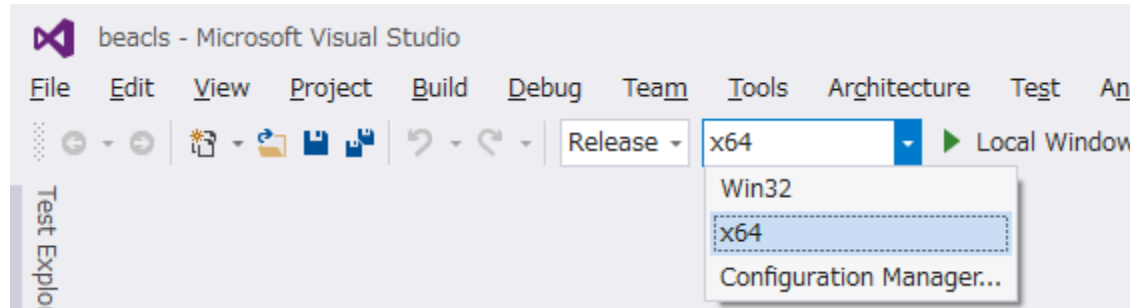 beacls - Microsoft Visual Studio
File Edit View Project Build Debug Team Tools Architecture Test An
Release x64 Local Window
Win32
x64
Configuration Manager...
Test Explo